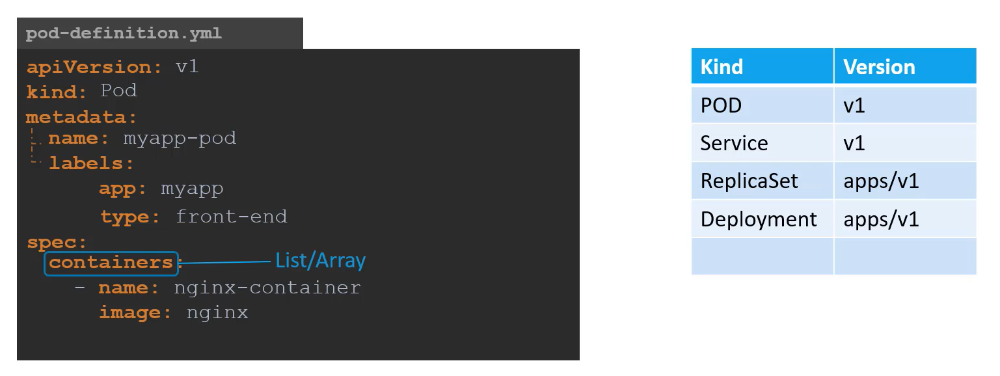 pod-definition.yml
apiVersion: v1
kind: Pod
metadata:
name: myapp-pod
labels:
app: myapp
type: front-end
spec:
containers:
List/Array
- name: nginx-container
image: nginx
Kind Version
POD v1
Service v1
ReplicaSet apps/v1
Deployment apps/v1